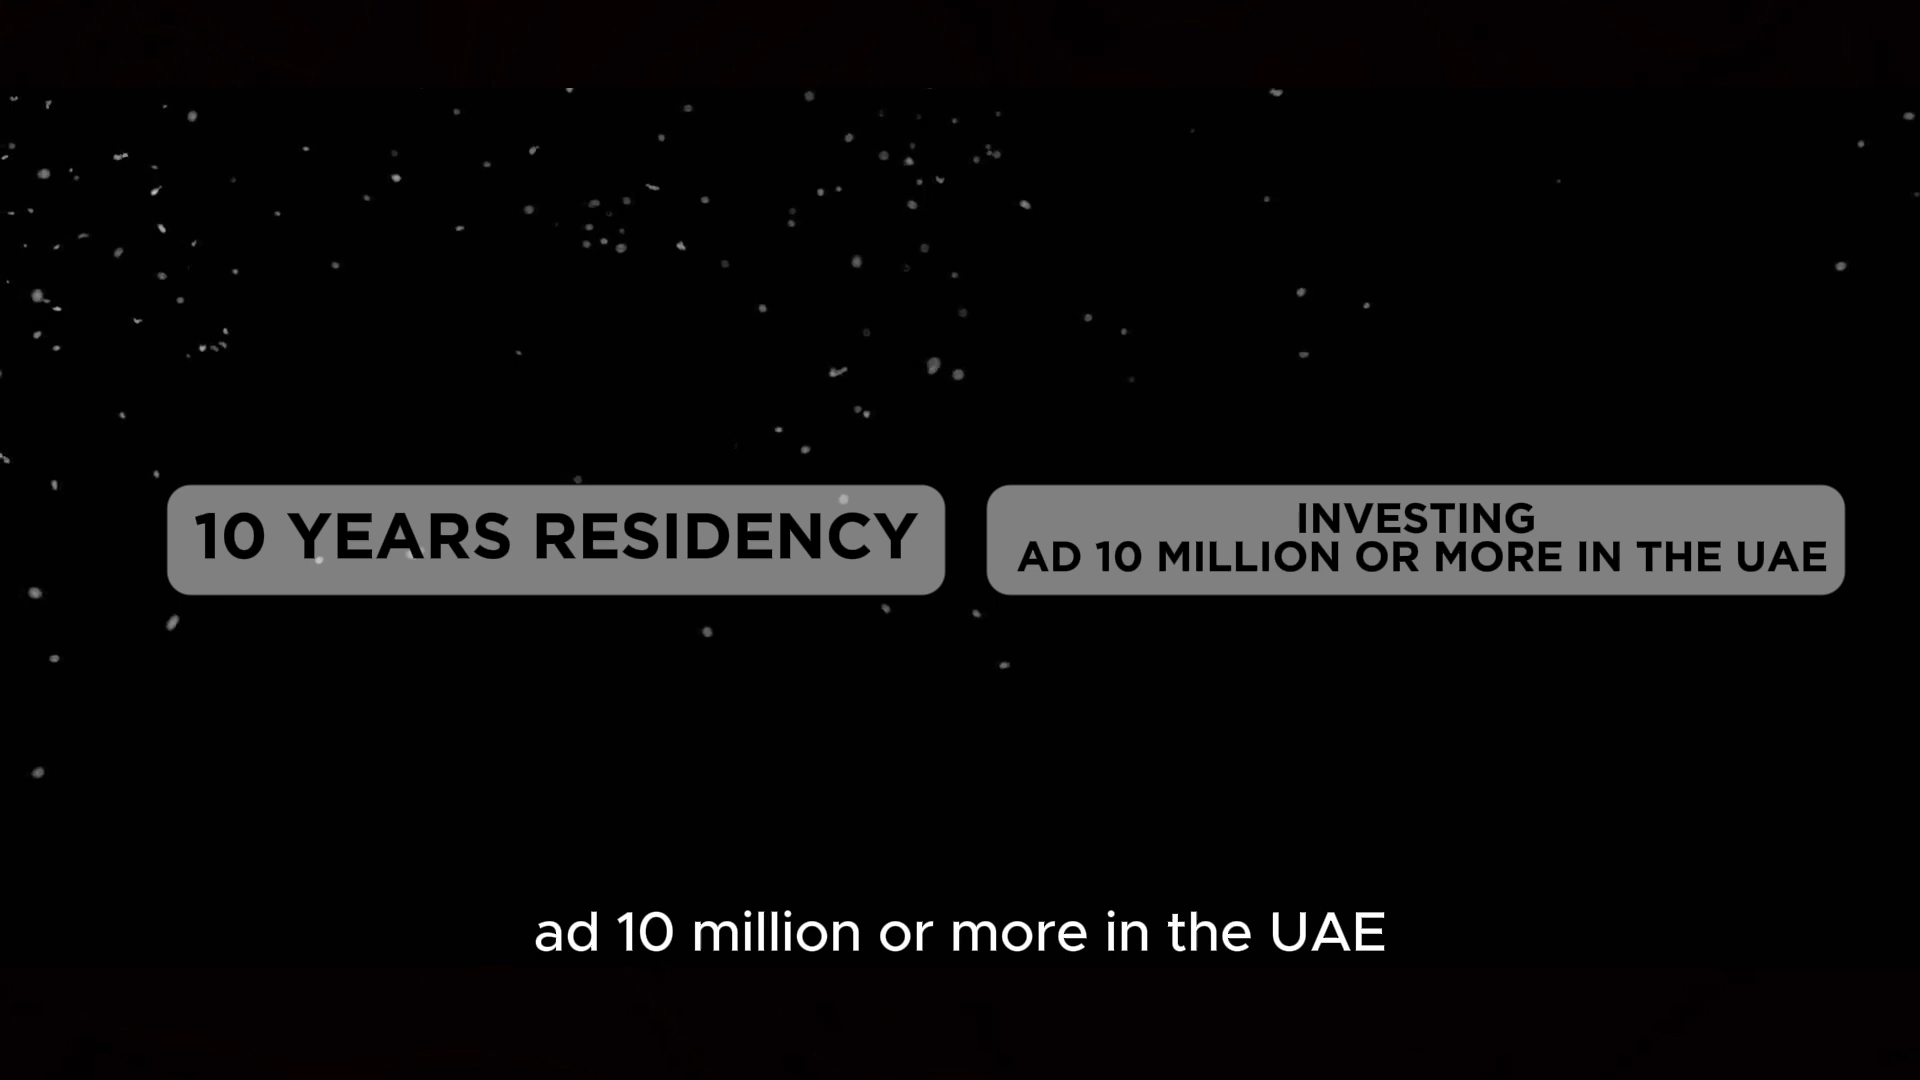 10 YEARS RESIDENCY
INVESTING
AD 10 MILLION OR MORE IN THE UAE
ad 10 million or more in the UAE